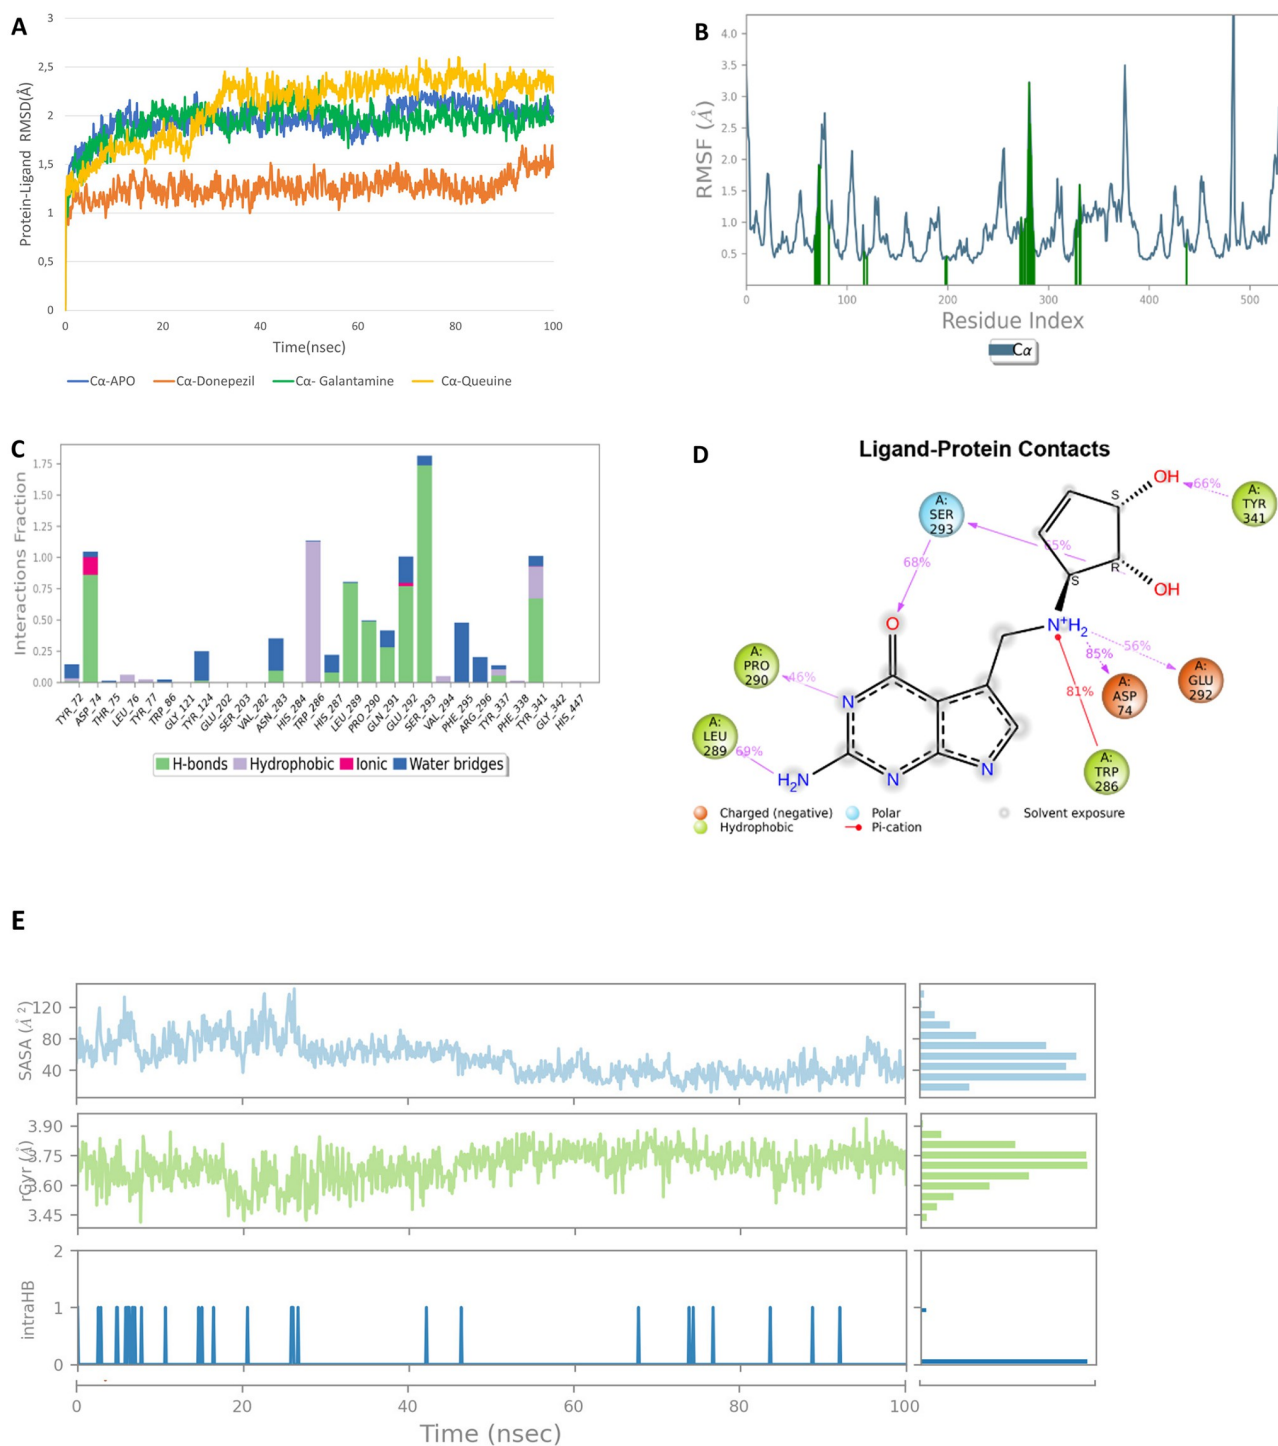 A
3
2,5
2
1,5
1
0,5
0
Protein-Ligand RMSD(Å)
0 20 40 60 80 100
Time(nsec)
Cα-APO Cα-Donepezil Cα- Galantamine Cα-Queuine
B
4.0
3.5
3.0
2.5
2.0
1.5
1.0
0.5
RMSF (Å)
0 100 200 300 400 500
Residue Index
Cα
C
1.75
1.50
1.25
1.00
0.75
0.50
0.25
0.00
Interactions Fraction
TYR_72
ASP_74
THR_75
LEU_76
TYR_77
TRP_86
GLY_121
TYR_124
GLU_202
SER_203
VAL_282
ASN_283
HIS_284
TRP_286
HIS_287
LEU_289
PRO_290
GLN_291
GLU_292
SER_293
VAL_294
PHE_295
ARG_296
TYR_337
PHE_338
TYR_341
GLY_342
HIS_447
H-bonds Hydrophobic Ionic Water bridges
D
Ligand-Protein Contacts
A:
SER
293
68%
65%
S
OH
66%
A:
TYR
341
R
S
OH
O
N⁺H₂
85%
56%
81%
A:
ASP
74
A:
GLU
292
A:
TRP
286
A:
PRO
290
46%
N
A:
LEU
289
69%
H₂N
N
N
Charged (negative) Polar Solvent exposure
Hydrophobic Pi-cation
E
120
80
40
SASA (Å²)
3.90
3.75
3.60
3.45
rGyr (Å)
2
1
0
intraHB
0 20 40 60 80 100
Time (nsec)